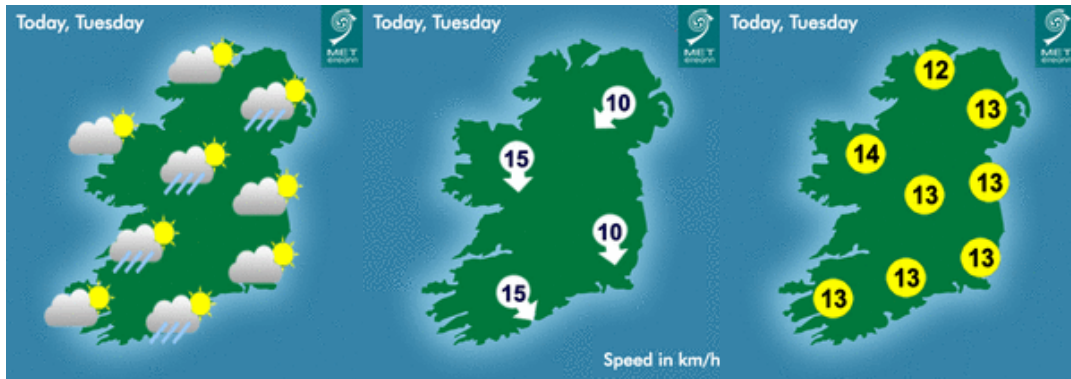 Today, Tuesday
MET
éireann
Today, Tuesday
MET
éireann
10
15
10
15
Speed in km/h
Today, Tuesday
MET
éireann
12
13
14
13
13
13
13
13